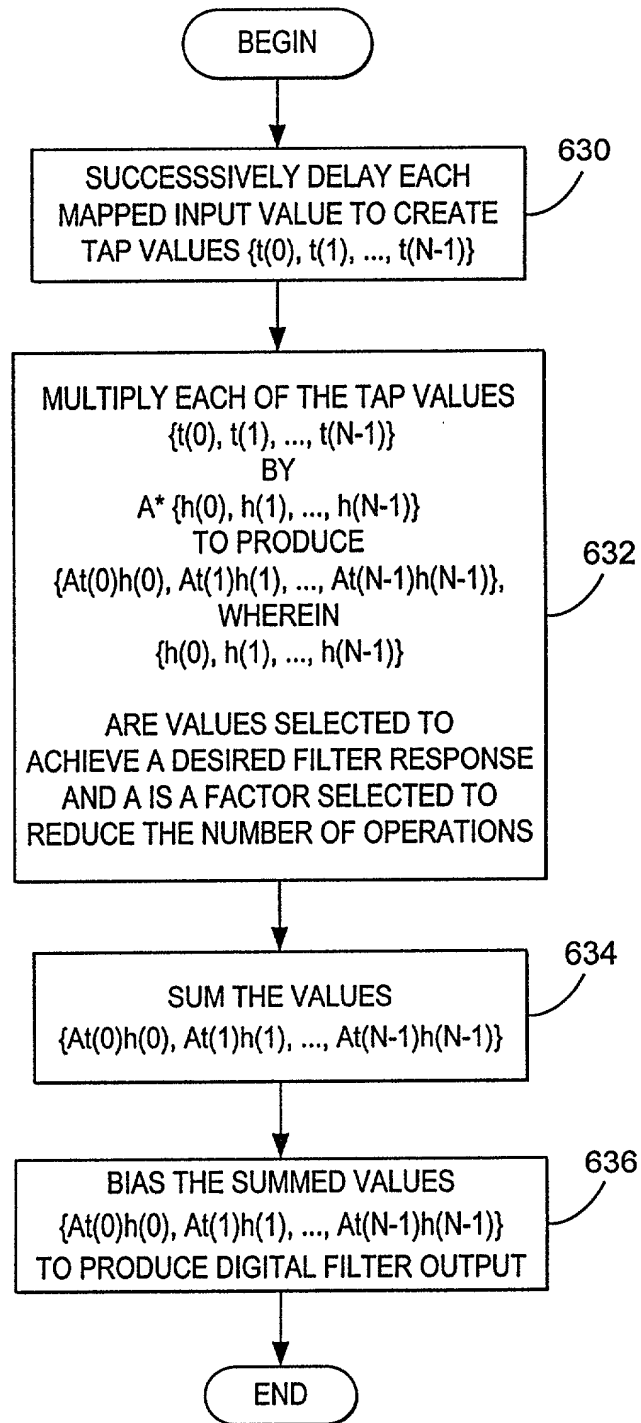 BEGIN
630
SUCCESSSIVELY DELAY EACH
MAPPED INPUT VALUE TO CREATE
TAP VALUES {t(0), t(1), ..., t(N-1)}
MULTIPLY EACH OF THE TAP VALUES
{t(0), t(1), ..., t(N-1)}
BY
A* {h(0), h(1), ..., h(N-1)}
TO PRODUCE
{At(0)h(0), At(1)h(1), ..., At(N-1)h(N-1)},
WHEREIN
{h(0), h(1), ..., h(N-1)}
ARE VALUES SELECTED TO
ACHIEVE A DESIRED FILTER RESPONSE
AND A IS A FACTOR SELECTED TO
REDUCE THE NUMBER OF OPERATIONS
632
634
SUM THE VALUES
{At(0)h(0), At(1)h(1), ..., At(N-1)h(N-1)}
636
BIAS THE SUMMED VALUES
{At(0)h(0), At(1)h(1), ..., At(N-1)h(N-1)}
TO PRODUCE DIGITAL FILTER OUTPUT
END